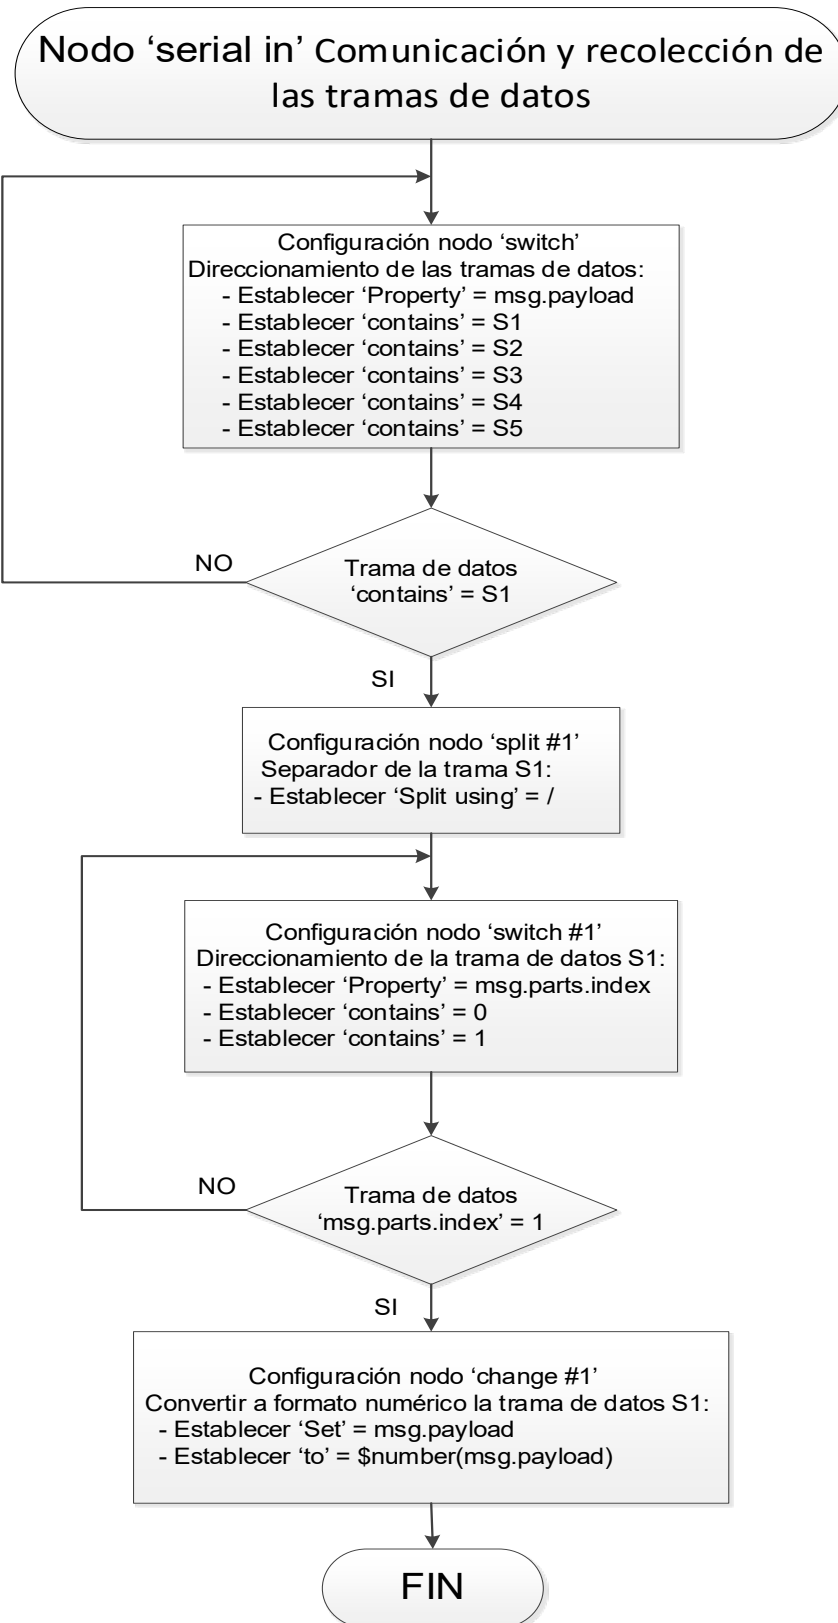 Nodo ‘serial in’ Comunicación y recolección de
las tramas de datos
Configuración nodo ‘switch’
Direccionamiento de las tramas de datos:
- Establecer ‘Property’ = msg.payload
- Establecer ‘contains’ = S1
- Establecer ‘contains’ = S2
- Establecer ‘contains’ = S3
- Establecer ‘contains’ = S4
- Establecer ‘contains’ = S5
NO
Trama de datos
‘contains’ = S1
SI
Configuración nodo ‘split #1’
Separador de la trama S1:
- Establecer ‘Split using’ = /
Configuración nodo ‘switch #1’
Direccionamiento de la trama de datos S1:
- Establecer ‘Property’ = msg.parts.index
- Establecer ‘contains’ = 0
- Establecer ‘contains’ = 1
NO
Trama de datos
‘msg.parts.index’ = 1
SI
Configuración nodo ‘change #1’
Convertir a formato numérico la trama de datos S1:
- Establecer ‘Set’ = msg.payload
- Establecer ‘to’ = $number(msg.payload)
FIN